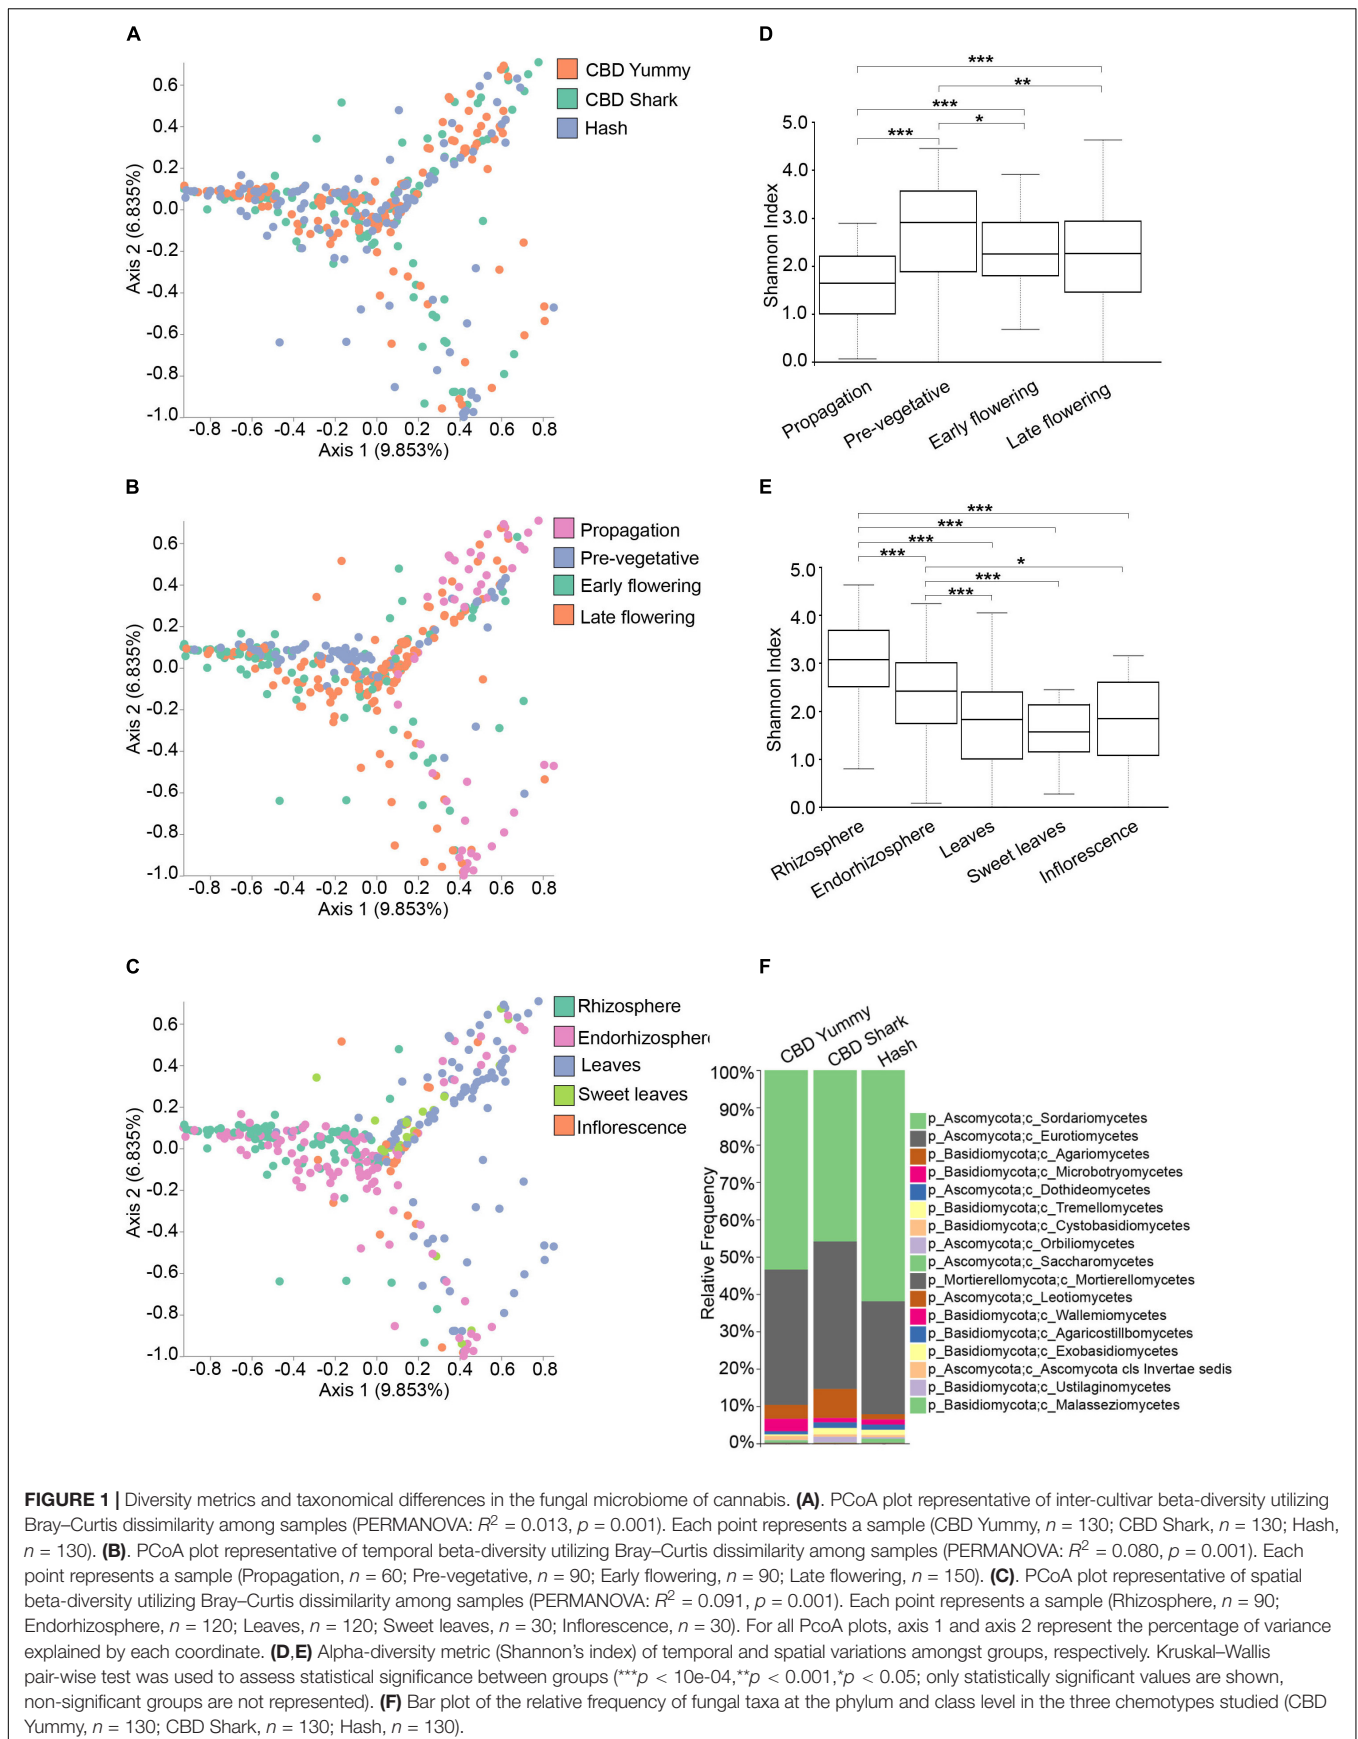 A
CBD Yummy
CBD Shark
Hash
0.6
0.4
0.2
0.0
-0.2
-0.4
-0.6
-0.8
-1.0
Axis 2 (6.835%)
-0.8 -0.6 -0.4 -0.2 0.0 0.2 0.4 0.6 0.8
Axis 1 (9.853%)
D
***
**
***
*
***
5.0
4.0
3.0
2.0
1.0
0.0
Shannon Index
Propagation
Pre-vegetative
Early flowering
Late flowering
B
Propagation
Pre-vegetative
Early flowering
Late flowering
0.6
0.4
0.2
0.0
-0.2
-0.4
-0.6
-0.8
-1.0
Axis 2 (6.835%)
-0.8 -0.6 -0.4 -0.2 0.0 0.2 0.4 0.6 0.8
Axis 1 (9.853%)
E
***
***
***
***
*
***
***
5.0
4.0
3.0
2.0
1.0
0.0
Shannon Index
Rhizosphere
Endorhizosphere
Leaves
Sweet leaves
Inflorescence
C
Rhizosphere
Endorhizosphere
Leaves
Sweet leaves
Inflorescence
0.6
0.4
0.2
0.0
-0.2
-0.4
-0.6
-0.8
-1.0
Axis 2 (6.835%)
-0.8 -0.6 -0.4 -0.2 0.0 0.2 0.4 0.6 0.8
Axis 1 (9.853%)
F
CBD Yummy
CBD Shark
Hash
100%
90%
80%
70%
60%
50%
40%
30%
20%
10%
0%
Relative Frequency
p_Ascomycota;c_Sordariomycetes
p_Ascomycota;c_Eurotiomycetes
p_Basidiomycota;c_Agariomycetes
p_Basidiomycota;c_Microbotryomycetes
p_Ascomycota;c_Dothideomycetes
p_Basidiomycota;c_Tremellomycetes
p_Basidiomycota;c_Cystobasidiomycetes
p_Ascomycota;c_Orbiliomycetes
p_Ascomycota;c_Saccharomycetes
p_Mortierellomycota;c_Mortierellomycetes
p_Ascomycota;c_Leotiomycetes
p_Basidiomycota;c_Wallemiomycetes
p_Basidiomycota;c_Agaricostillbomycetes
p_Basidiomycota;c_Exobasidiomycetes
p_Ascomycota;c_Ascomycota cls Invertae sedis
p_Basidiomycota;c_Ustilaginomycetes
p_Basidiomycota;c_Malasseziomycetes
FIGURE 1 | Diversity metrics and taxonomical differences in the fungal microbiome of cannabis. (A). PCoA plot representative of inter-cultivar beta-diversity utilizing
Bray–Curtis dissimilarity among samples (PERMANOVA: R² = 0.013, p = 0.001). Each point represents a sample (CBD Yummy, n = 130; CBD Shark, n = 130; Hash,
n = 130). (B). PCoA plot representative of temporal beta-diversity utilizing Bray–Curtis dissimilarity among samples (PERMANOVA: R² = 0.080, p = 0.001). Each
point represents a sample (Propagation, n = 60; Pre-vegetative, n = 90; Early flowering, n = 90; Late flowering, n = 150). (C). PCoA plot representative of spatial
beta-diversity utilizing Bray–Curtis dissimilarity among samples (PERMANOVA: R² = 0.091, p = 0.001). Each point represents a sample (Rhizosphere, n = 90;
Endorhizosphere, n = 120; Leaves, n = 120; Sweet leaves, n = 30; Inflorescence, n = 30). For all PcoA plots, axis 1 and axis 2 represent the percentage of variance
explained by each coordinate. (D,E) Alpha-diversity metric (Shannon's index) of temporal and spatial variations amongst groups, respectively. Kruskal–Wallis
pair-wise test was used to assess statistical significance between groups (***p < 10e-04,**p < 0.001,*p < 0.05; only statistically significant values are shown,
non-significant groups are not represented). (F) Bar plot of the relative frequency of fungal taxa at the phylum and class level in the three chemotypes studied (CBD
Yummy, n = 130; CBD Shark, n = 130; Hash, n = 130).